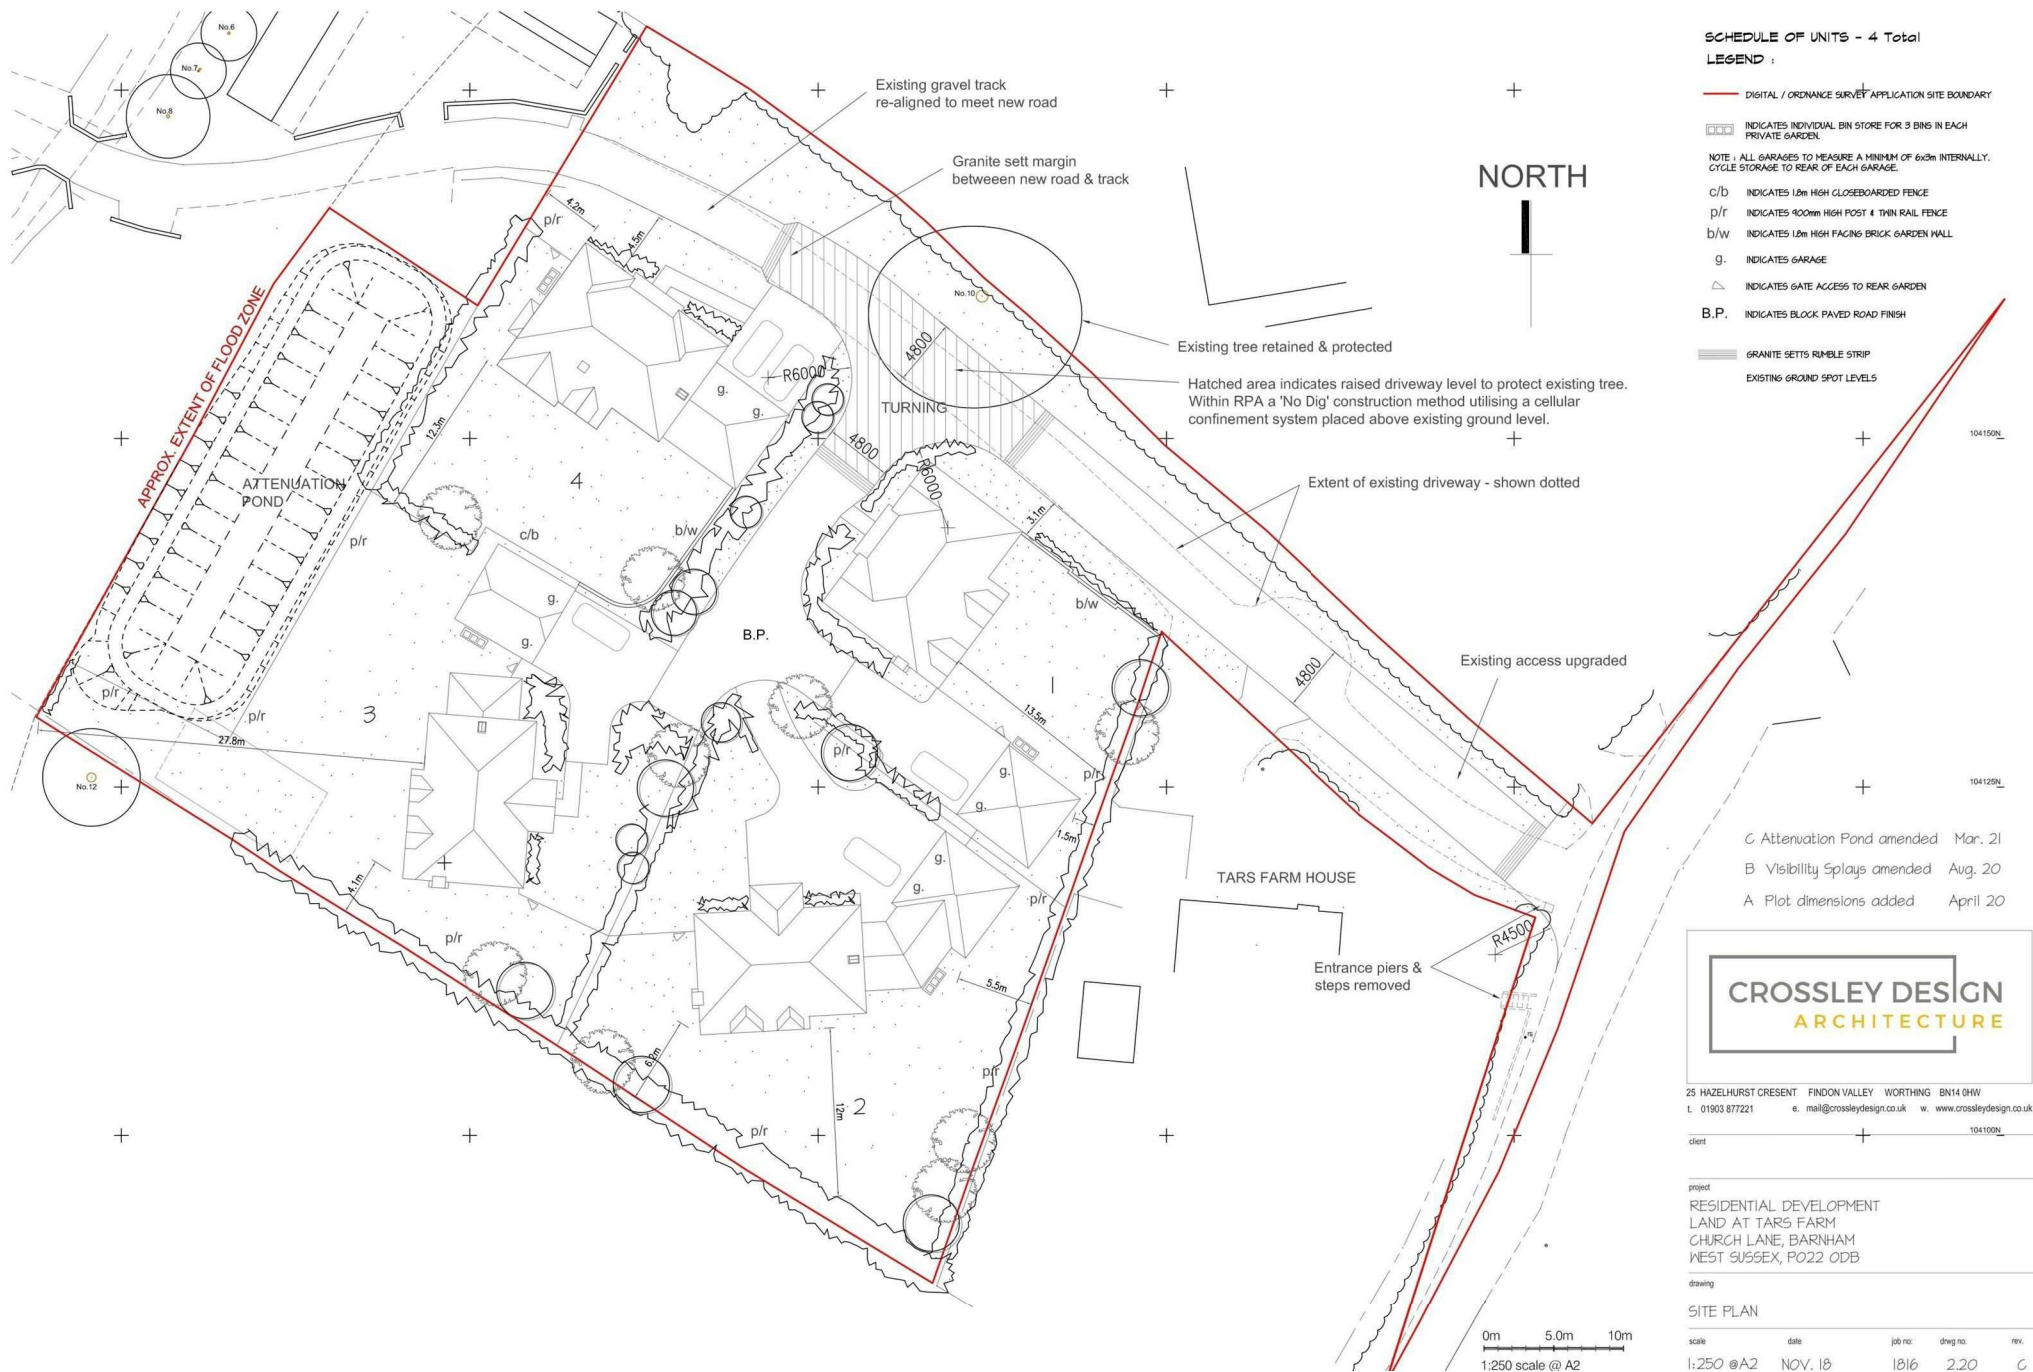 No.6
No.7
No.8
Existing gravel track
re-aligned to meet new road
Granite sett margin
betweeen new road & track
p/r
4.2m
4.5m
No.10
Existing tree retained & protected
Hatched area indicates raised driveway level to protect existing tree.
Within RPA a 'No Dig' construction method utilising a cellular
confinement system placed above existing ground level.
4800
R6000
TURNING
g.
g.
4800
R6000
Extent of existing driveway - shown dotted
APPROX. EXTENT OF FLOOD ZONE
ATTENUATION
POND
12.3m
4
c/b
b/w
p/r
3.1m
b/w
g.
g.
B.P.
1
13.5m
4800
Existing access upgraded
p/r
p/r
3
27.8m
No.12
p/r
p/r
g.
g.
1.5m
4.1m
p/r
g.
g.
p/r
TARS FARM HOUSE
R4500
Entrance piers &
steps removed
5.5m
6.2m
12m
2
p/r
p/r
NORTH
SCHEDULE OF UNITS - 4 Total
LEGEND :
DIGITAL / ORDNANCE SURVEY APPLICATION SITE BOUNDARY
INDICATES INDIVIDUAL BIN STORE FOR 3 BINS IN EACH
PRIVATE GARDEN.
NOTE : ALL GARAGES TO MEASURE A MINIMUM OF 6x3m INTERNALLY.
CYCLE STORAGE TO REAR OF EACH GARAGE.
c/b INDICATES 1.8m HIGH CLOSEBOARDED FENCE
p/r INDICATES 900mm HIGH POST & TWIN RAIL FENCE
b/w INDICATES 1.8m HIGH FACING BRICK GARDEN WALL
g. INDICATES GARAGE
INDICATES GATE ACCESS TO REAR GARDEN
B.P. INDICATES BLOCK PAVED ROAD FINISH
GRANITE SETTS RUMBLE STRIP
EXISTING GROUND SPOT LEVELS
104150N
104125N
C Attenuation Pond amended Mar. 21
B Visibility Splays amended Aug. 20
A Plot dimensions added April 20
CROSSLEY DESIGN
ARCHITECTURE
25 HAZELHURST CRESENT FINDON VALLEY WORTHING BN14 0HW
t. 01903 877221 e. mail@crossleydesign.co.uk w. www.crossleydesign.co.uk
104100N
client
project
RESIDENTIAL DEVELOPMENT
LAND AT TARS FARM
CHURCH LANE, BARNHAM
WEST SUSSEX, PO22 0DB
drawing
SITE PLAN
scale date job no: drwg no. rev.
1:250 @A2 NOV. 18 1816 2.20 C
0m 5.0m 10m
1:250 scale @ A2